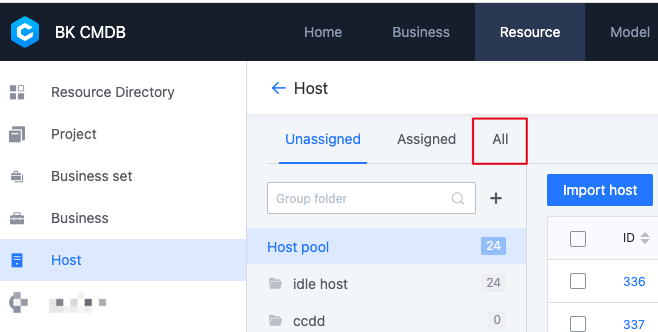 BK CMDB
Home Business Resource Model
Resource Directory
Project
Business set
Business
Host
Host
Unassigned Assigned All
Group folder
Import host
Host pool 24
idle host 24
ccdd 0
ID
336
337